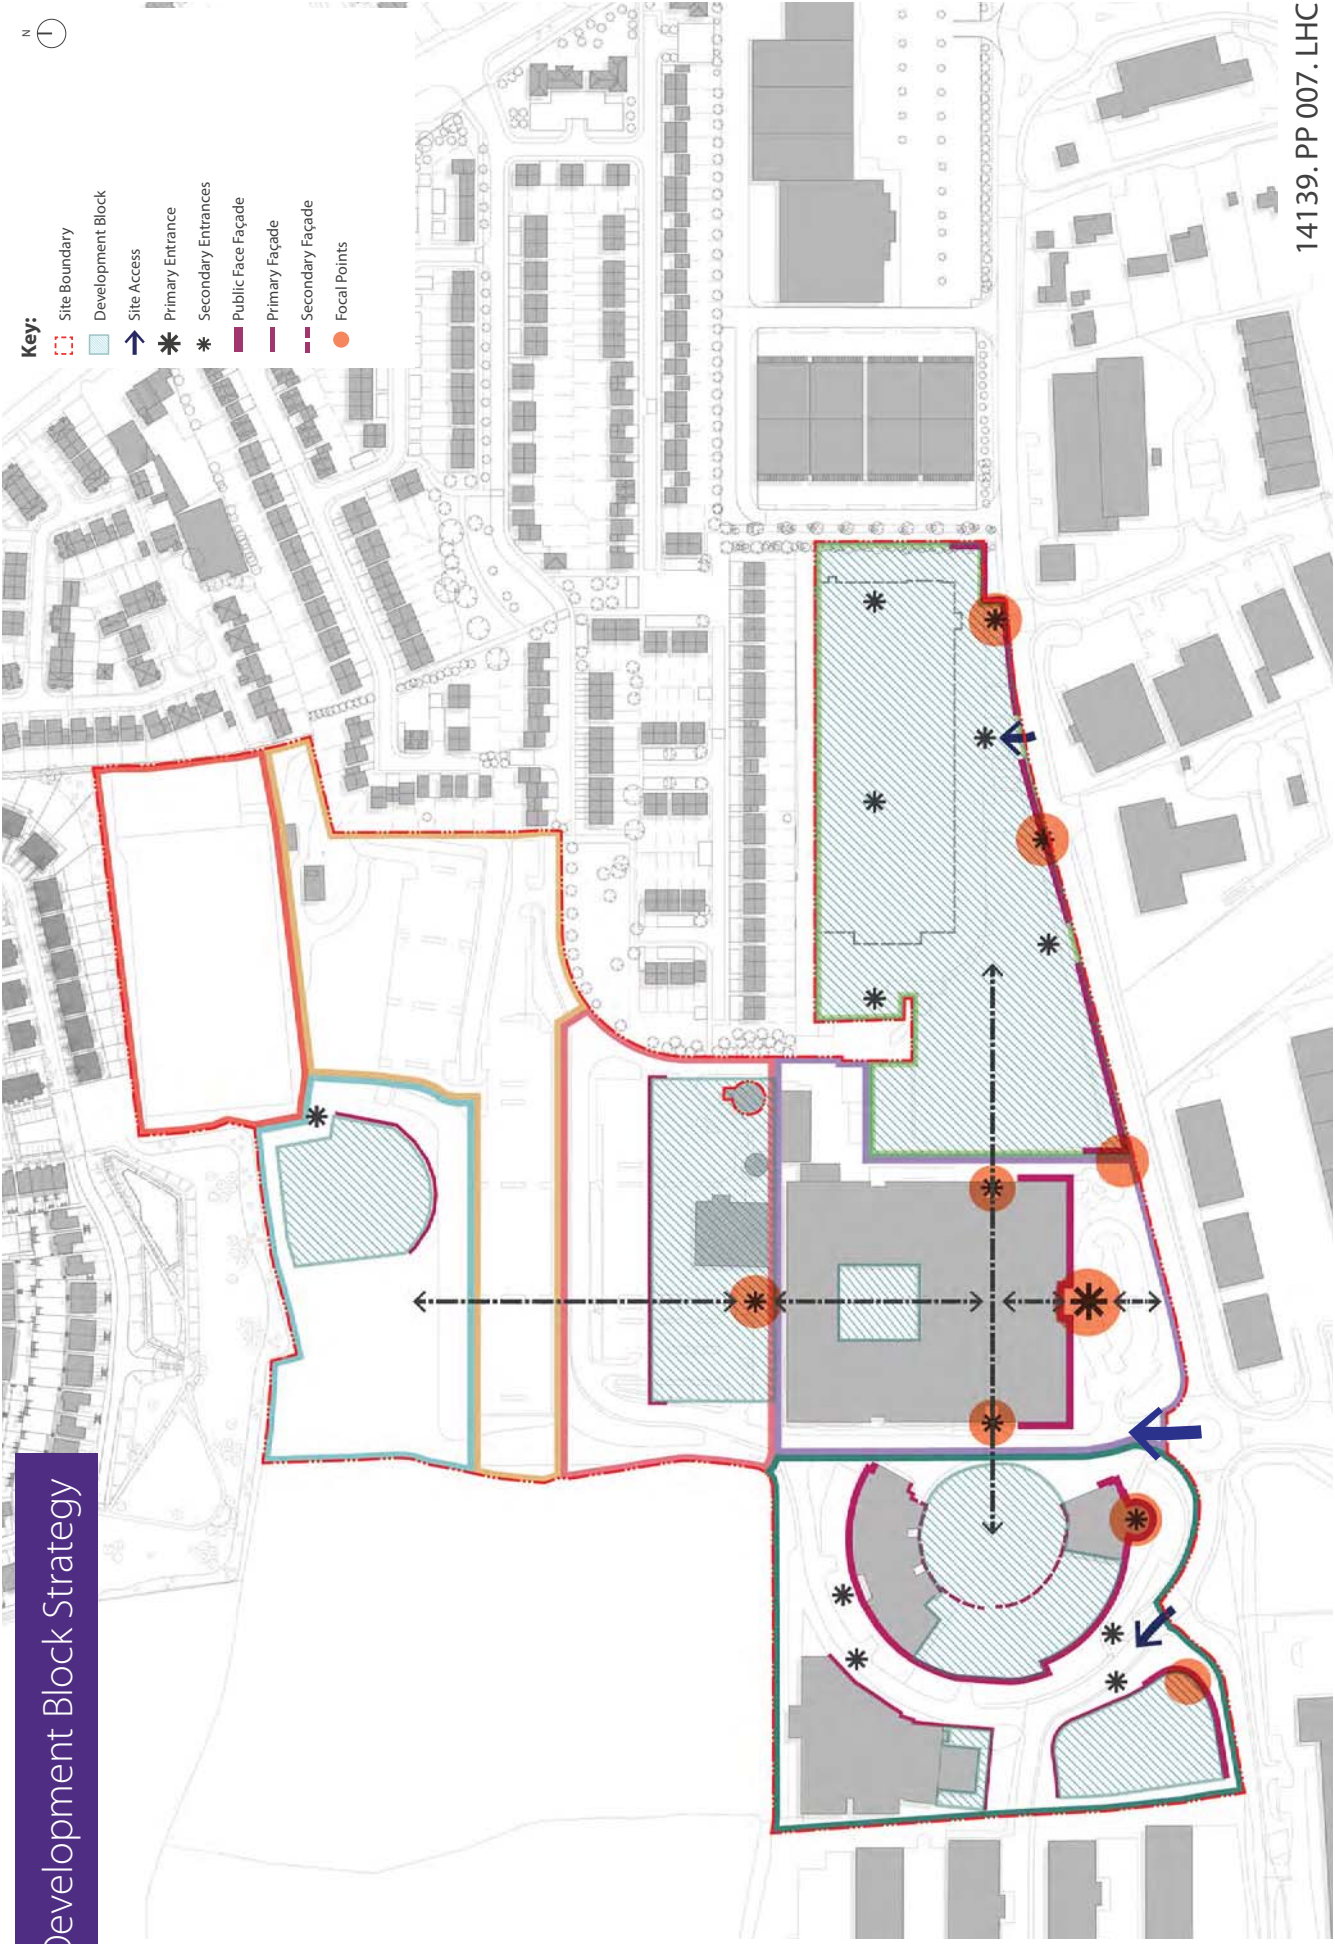 Development Block Strategy
N
Key:
Site Boundary
Development Block
Site Access
Primary Entrance
Secondary Entrances
Public Face Façade
Primary Façade
Secondary Façade
Focal Points
14139. PP 007. LHC